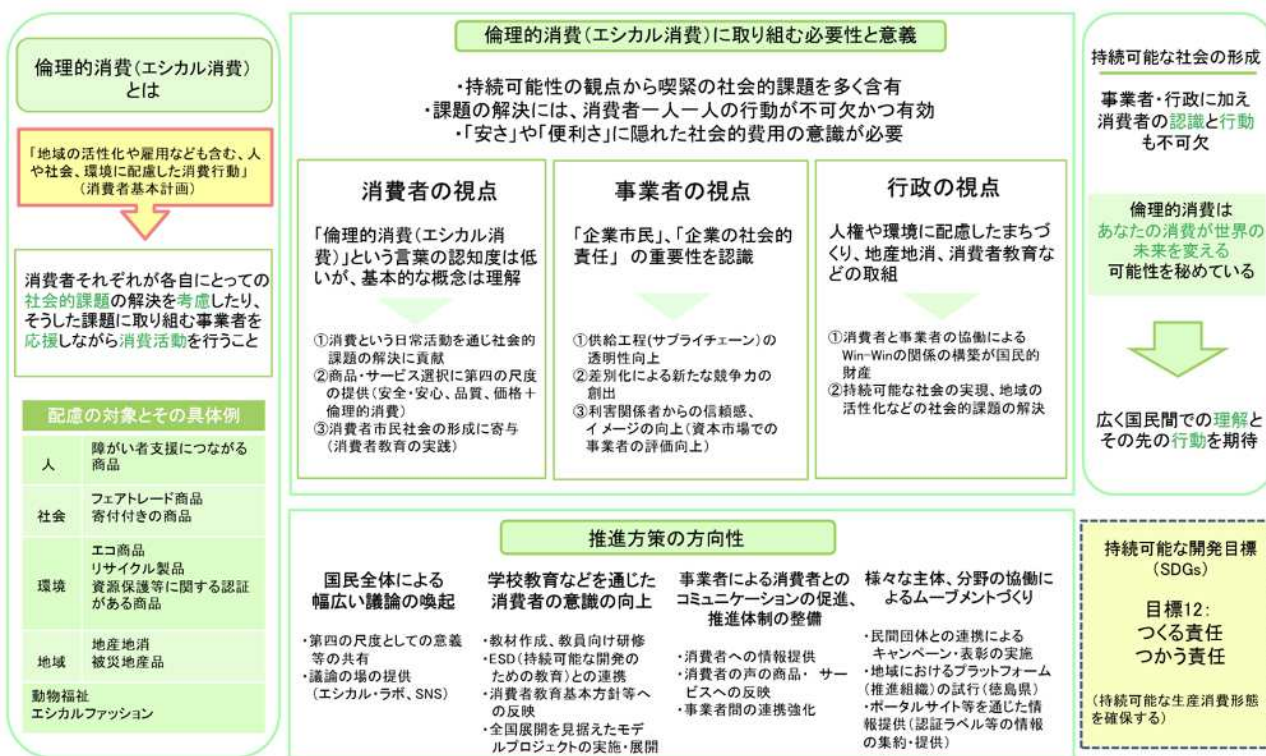 倫理的消費(エシカル消費)
とは
「地域の活性化や雇用なども含む、人
や社会、環境に配慮した消費行動」
(消費者基本計画)
消費者それぞれが各自にとっての
社会的課題の解決を考慮したり、
そうした課題に取り組む事業者を
応援しながら消費活動を行うこと
配慮の対象とその具体例
人
障がい者支援につながる
商品
社会
フェアトレード商品
寄付付きの商品
環境
エコ商品
リサイクル製品
資源保護等に関する認証
がある商品
地域
地産地消
被災地産品
動物福祉
エシカルファッション
倫理的消費(エシカル消費)に取り組む必要性と意義
・持続可能性の観点から喫緊の社会的課題を多く含有
・課題の解決には、消費者一人一人の行動が不可欠かつ有効
・「安さ」や「便利さ」に隠れた社会的費用の意識が必要
消費者の視点
「倫理的消費(エシカル消
費)」という言葉の認知度は低
いが、基本的な概念は理解
①消費という日常活動を通じ社会的
課題の解決に貢献
②商品・サービス選択に第四の尺度
の提供(安全・安心、品質、価格+
倫理的消費)
③消費者市民社会の形成に寄与
(消費者教育の実践)
事業者の視点
「企業市民」、「企業の社会的
責任」 の重要性を認識
①供給工程(サプライチェーン)の
透明性向上
②差別化による新たな競争力の
創出
③利害関係者からの信頼感、
イメージの向上(資本市場での
事業者の評価向上)
行政の視点
人権や環境に配慮したまちづ
くり、地産地消、消費者教育な
どの取組
①消費者と事業者の協働による
Win-Winの関係の構築が国民的
財産
②持続可能な社会の実現、地域の
活性化などの社会的課題の解決
推進方策の方向性
国民全体による
幅広い議論の喚起
・第四の尺度としての意義
等の共有
・議論の場の提供
(エシカル・ラボ、SNS)
学校教育などを通じた
消費者の意識の向上
・教材作成、教員向け研修
・ESD(持続可能な開発の
ための教育)との連携
・消費者教育基本方針等へ
の反映
・全国展開を見据えたモデ
ルプロジェクトの実施・展開
事業者による消費者との
コミュニケーションの促進、
推進体制の整備
・消費者への情報提供
・消費者の声の商品・ サー
ビスへの反映
・事業者間の連携強化
様々な主体、分野の協働に
よるムーブメントづくり
・民間団体との連携による
キャンペーン・表彰の実施
・地域におけるプラットフォーム
(推進組織)の試行(徳島県)
・ポータルサイト等を通じた情
報提供(認証ラベル等の情報
の集約・提供)
持続可能な社会の形成
事業者・行政に加え
消費者の認識と行動
も不可欠
倫理的消費は
あなたの消費が世界の
未来を変える
可能性を秘めている
広く国民間での理解と
その先の行動を期待
持続可能な開発目標
(SDGs)
目標12:
つくる責任
つかう責任
(持続可能な生産消費形態
を確保する)